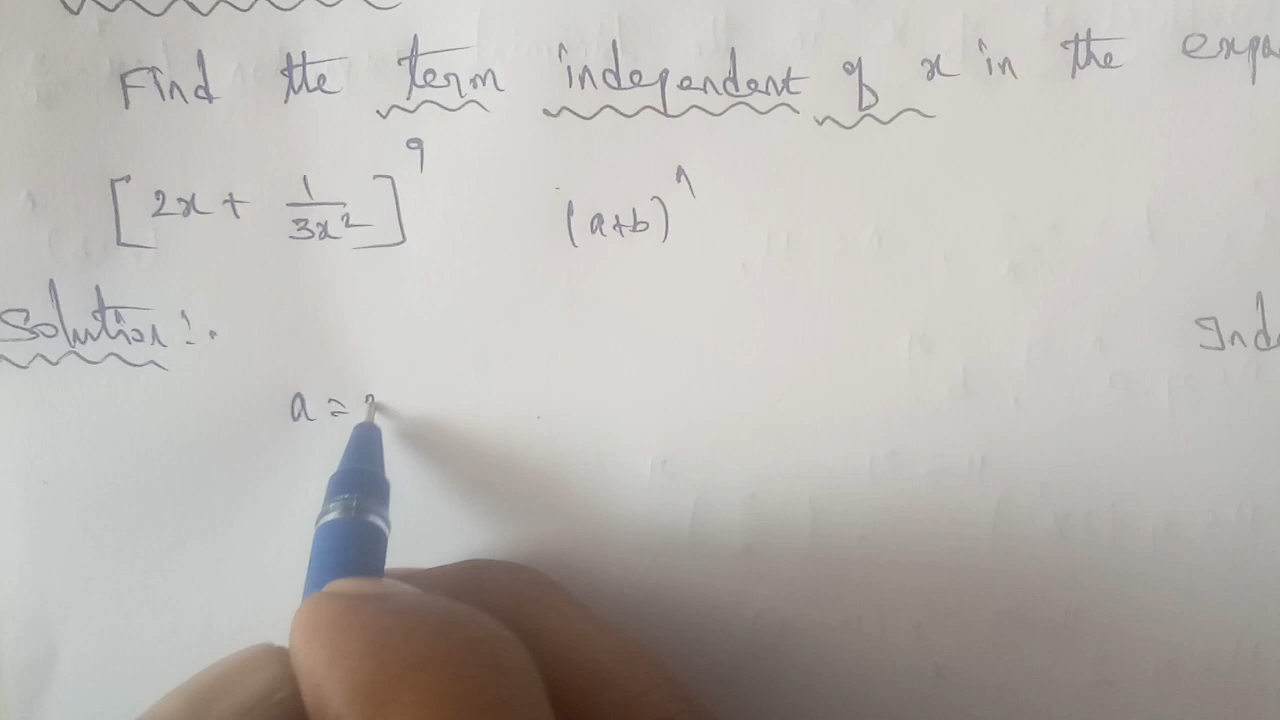 Find the term independent of x in the expa
[2x + 1/3x²]⁹ (a+b)ⁿ
Solution:.
Ind
a =